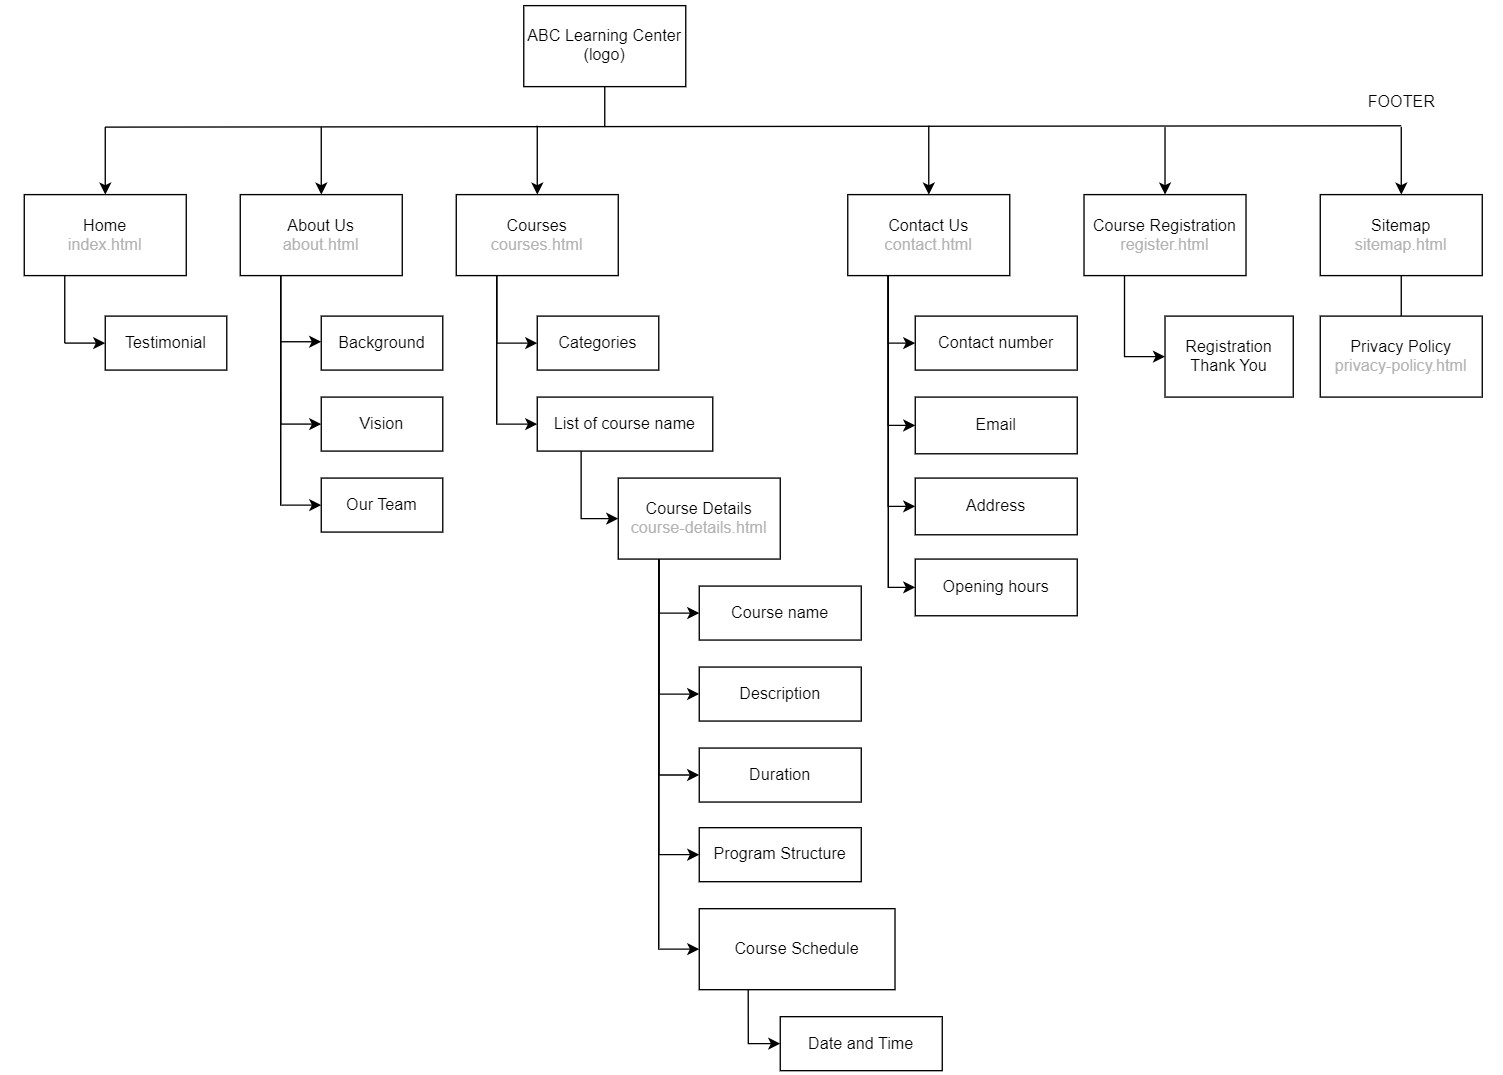 ABC Learning Center
(logo)
FOOTER
Home
index.html
About Us
about.html
Courses
courses.html
Contact Us
contact.html
Course Registration
register.html
Sitemap
sitemap.html
Testimonial
Background
Categories
Contact number
Registration
Thank You
Privacy Policy
privacy-policy.html
Vision
List of course name
Email
Our Team
Course Details
course-details.html
Address
Opening hours
Course name
Description
Duration
Program Structure
Course Schedule
Date and Time